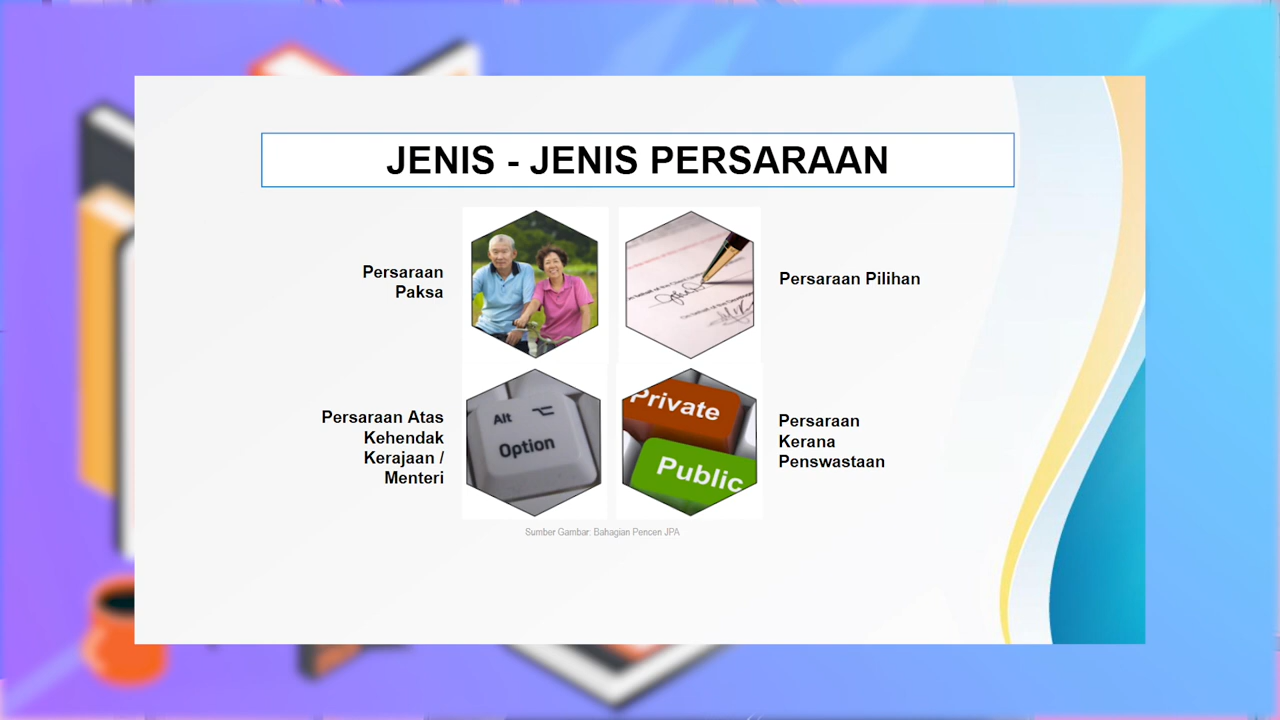 JENIS - JENIS PERSARAAN
Persaraan
Paksa
Persaraan Pilihan
Alt
Option
Persaraan Atas
Kehendak
Kerajaan /
Menteri
Private
Public
Persaraan
Kerana
Penswastaan
Sumber Gambar: Bahagian Pencen JPA